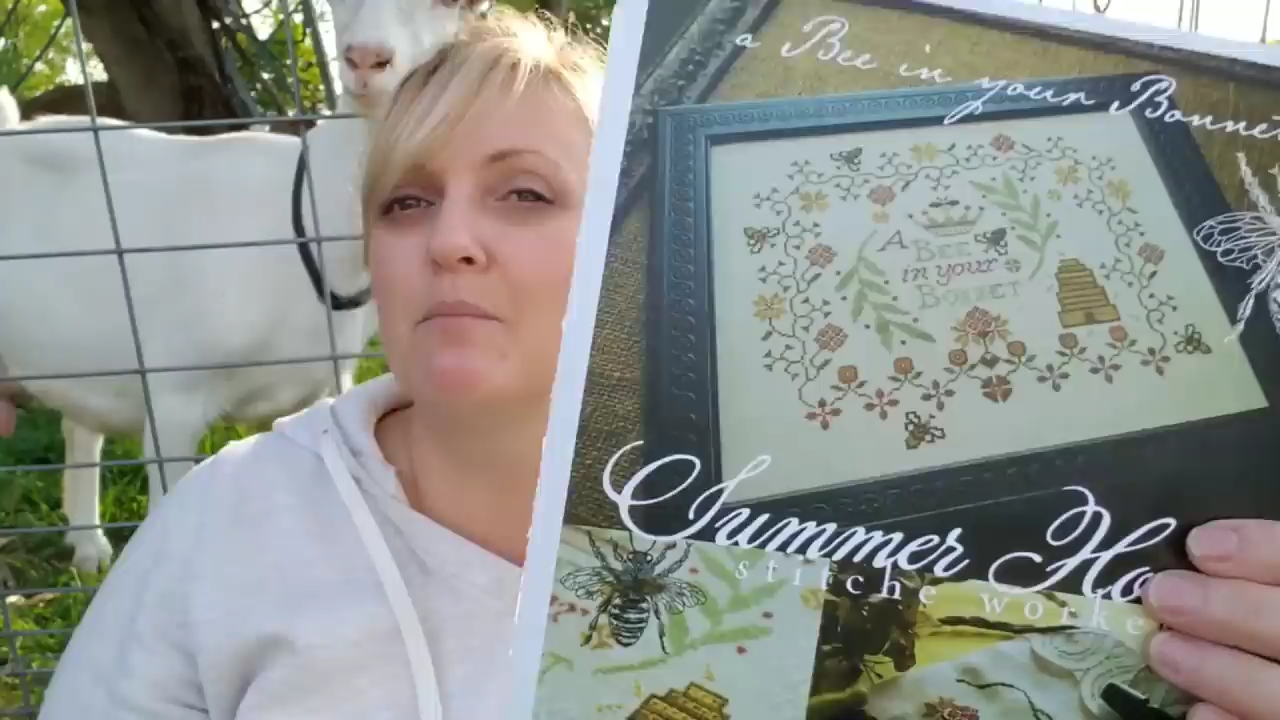 a Bee in your Bonnet
A
BEE
in your
BONNET
Summer Ho
stitche worke